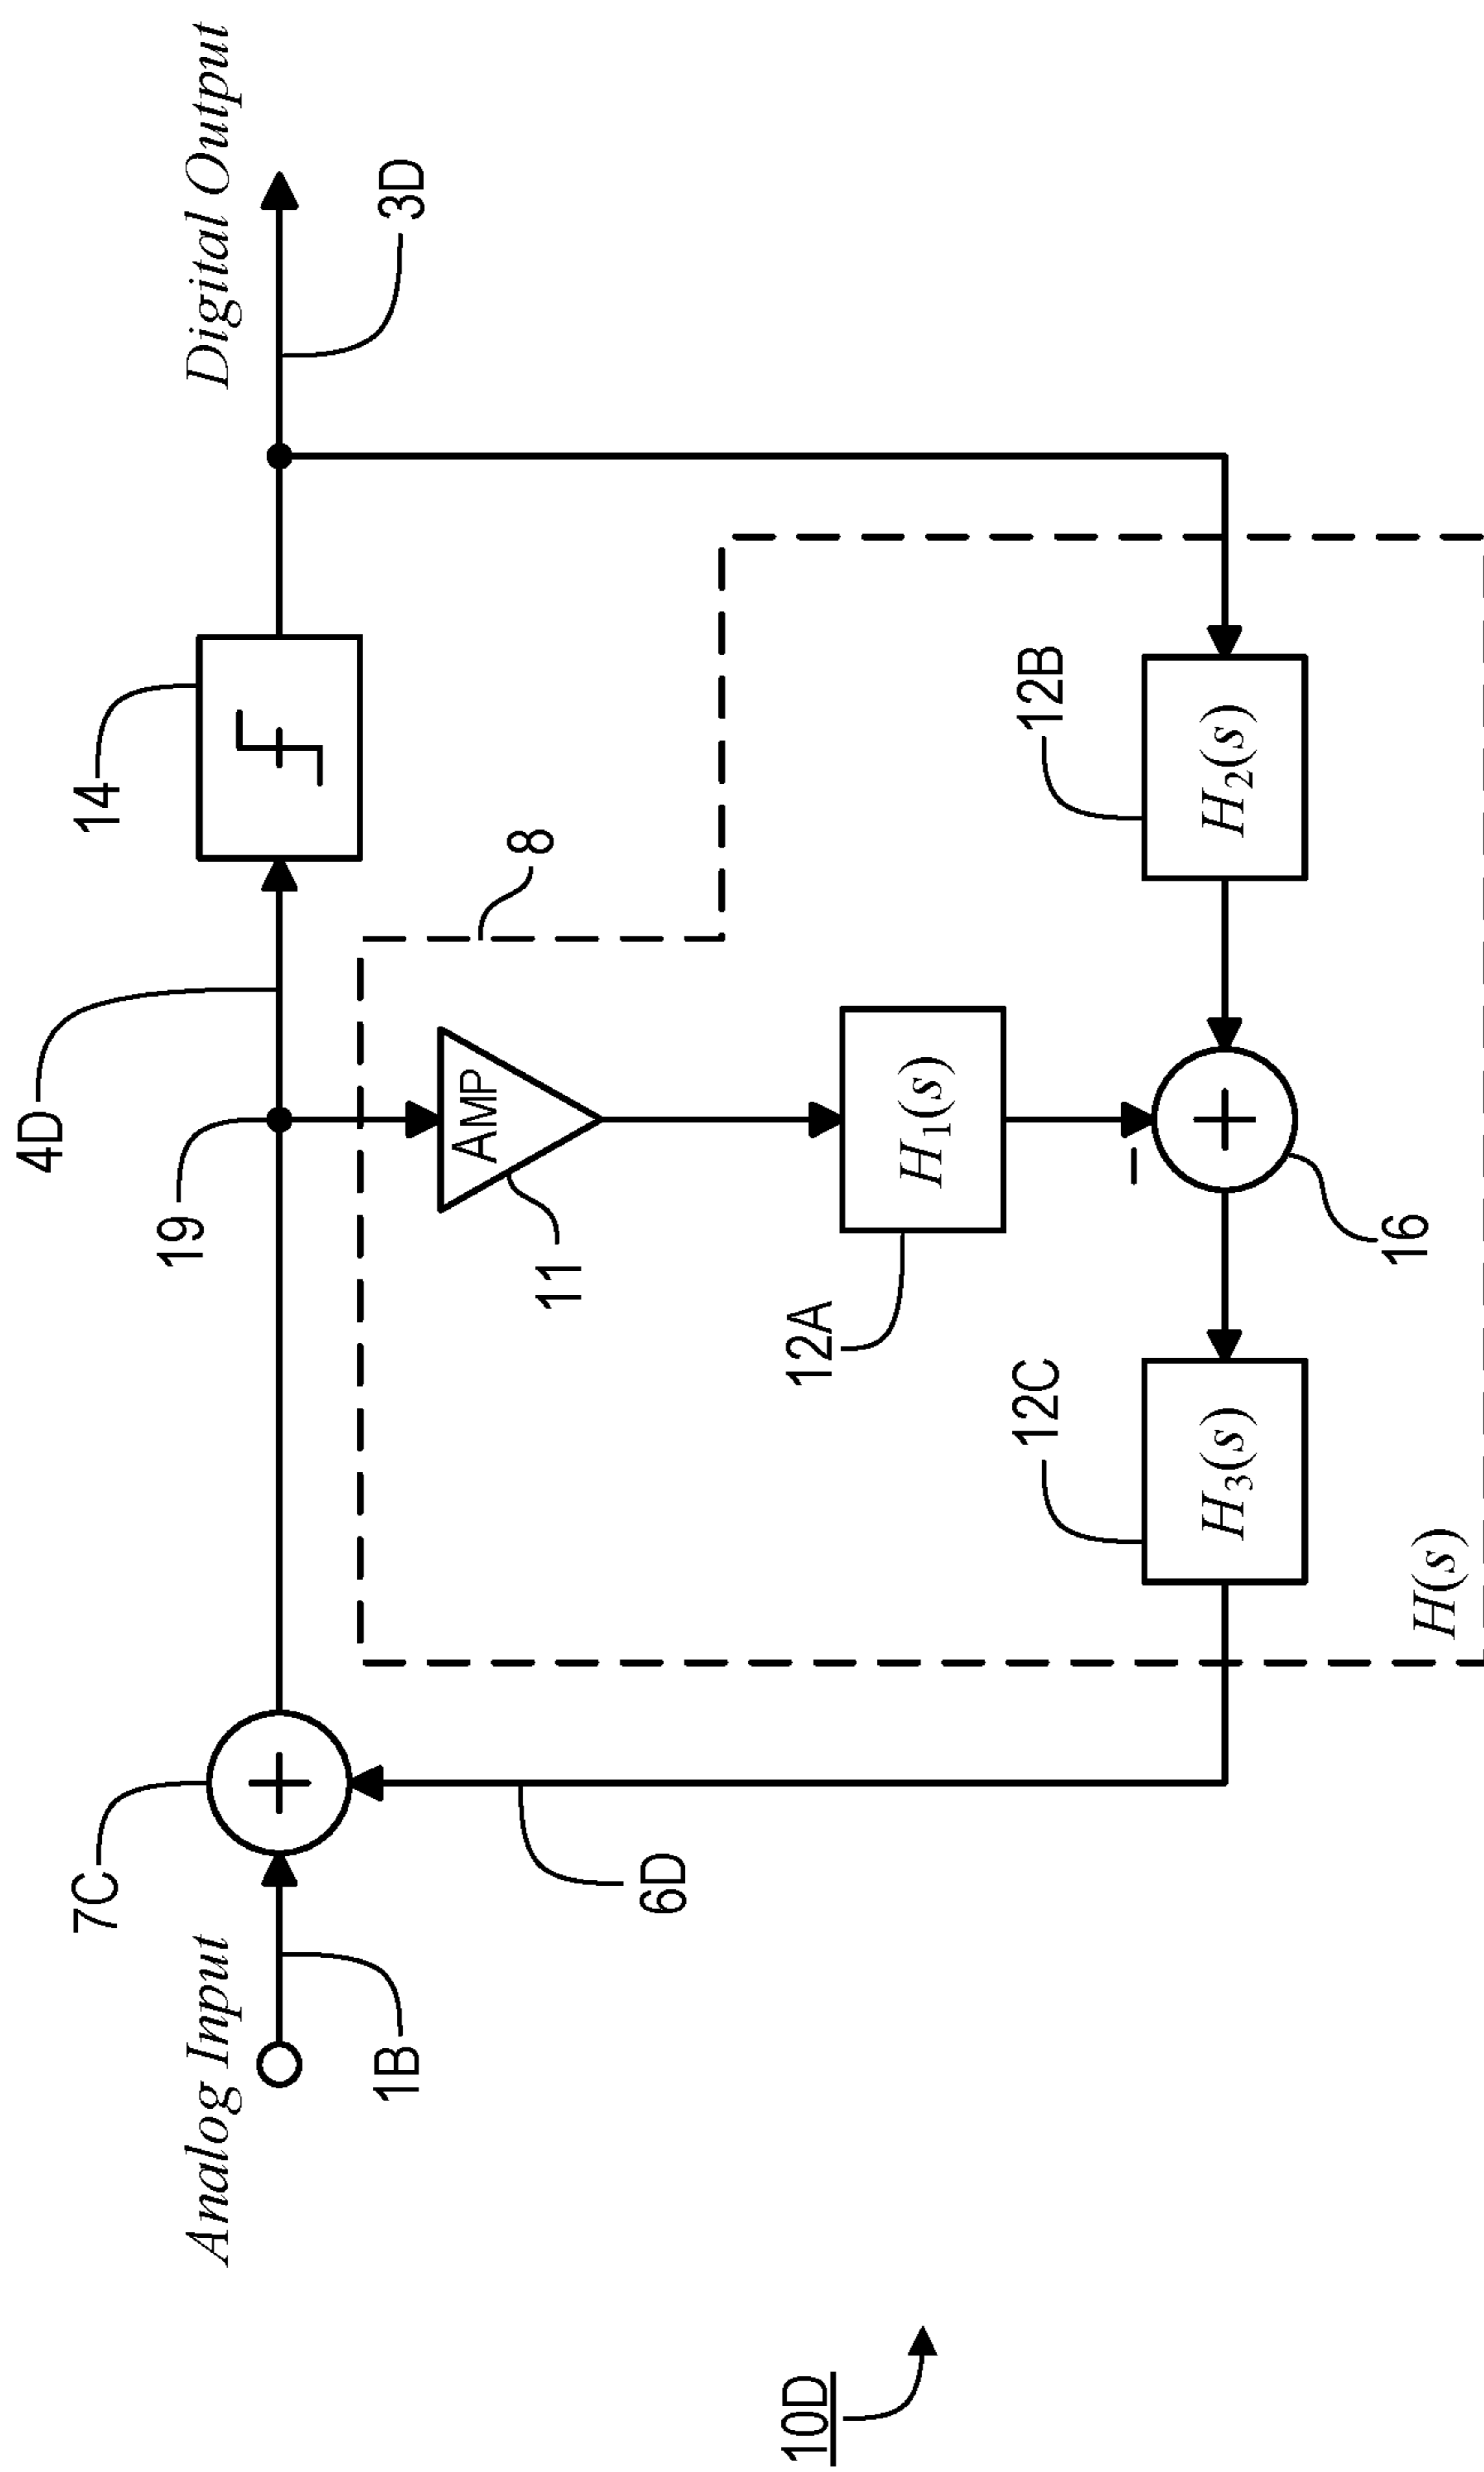 Analog Input
Digital Output
1B
7C
19
4D
14
3D
8
AMP
11
H₁(s)
12A
H₂(s)
12B
H₃(s)
12C
–
16
6D
H(s)
10D